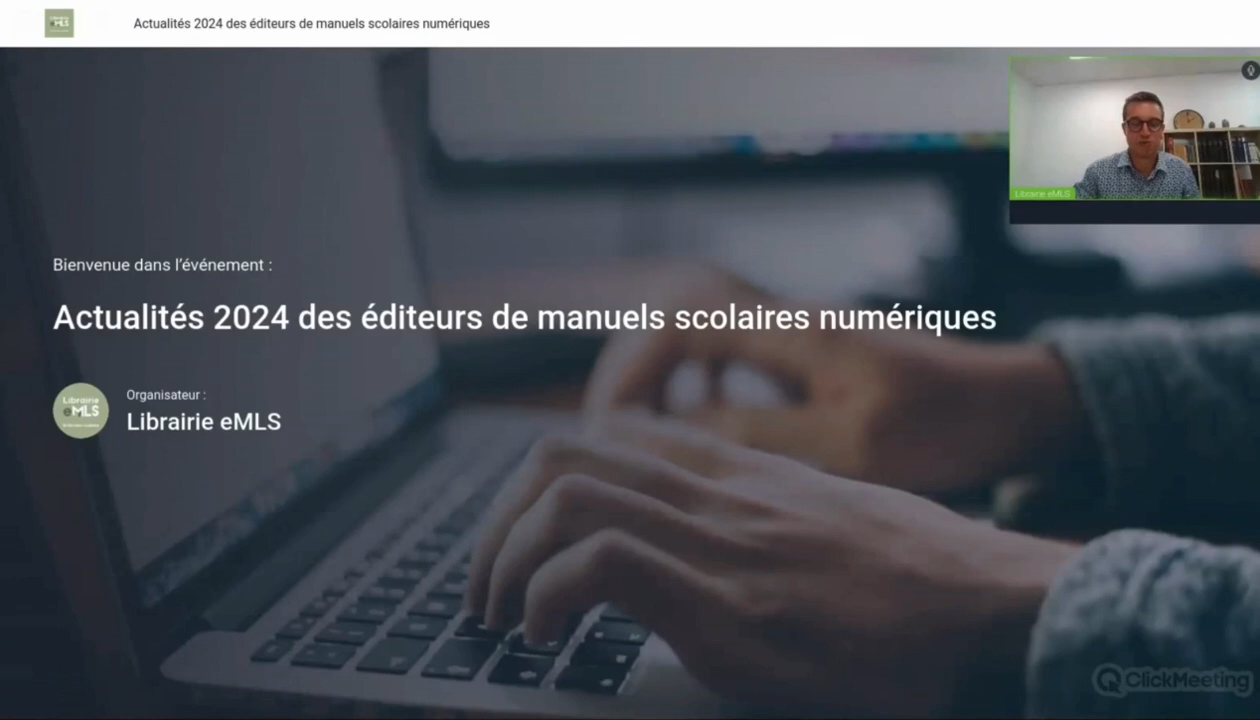 Actualités 2024 des éditeurs de manuels scolaires numériques
Librairie eMLS
Bienvenue dans l'événement :
Actualités 2024 des éditeurs de manuels scolaires numériques
Librairie
eMLS
Organisateur :
Librairie eMLS
ClickMeeting